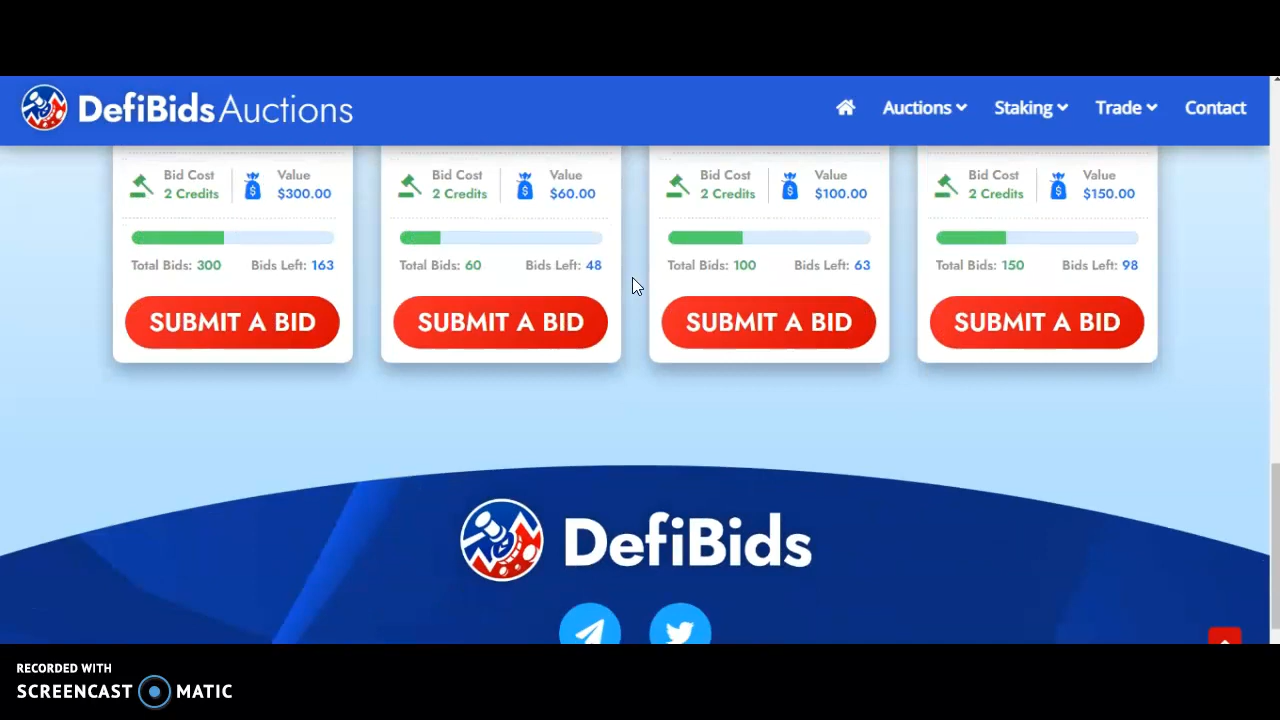 DefiBids Auctions
Auctions Staking Trade Contact
Bid Cost Value Bid Cost Value Bid Cost Value Bid Cost Value
2 Credits $300.00 2 Credits $60.00 2 Credits $100.00 2 Credits $150.00
Total Bids: 300 Bids Left: 163 Total Bids: 60 Bids Left: 48 Total Bids: 100 Bids Left: 63 Total Bids: 150 Bids Left: 98
SUBMIT A BID SUBMIT A BID SUBMIT A BID SUBMIT A BID
DefiBids
RECORDED WITH
SCREENCAST MATIC